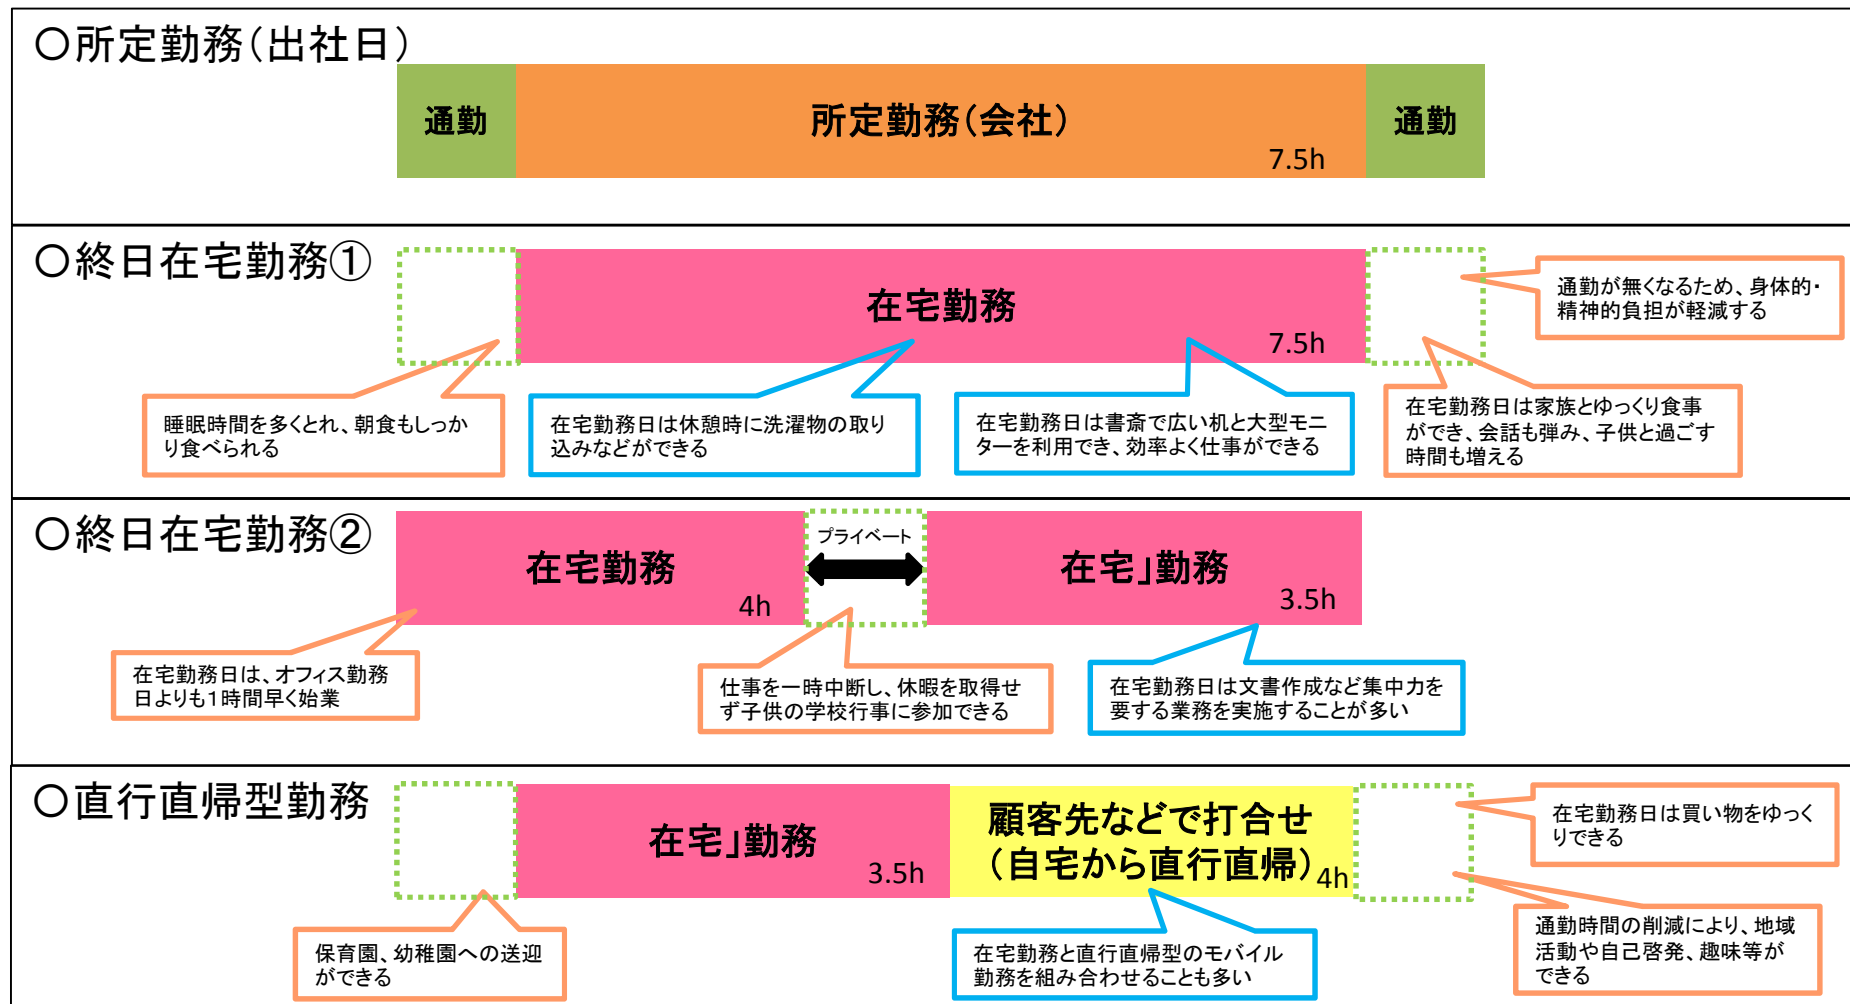 〇所定勤務(出社日)
通勤
所定勤務(会社)
7.5h
通勤
〇終日在宅勤務①
在宅勤務
7.5h
通勤が無くなるため、身体的・
精神的負担が軽減する
睡眠時間を多くとれ、朝食もしっか
り食べられる
在宅勤務日は休憩時に洗濯物の取り
込みなどができる
在宅勤務日は書斎で広い机と大型モニ
ターを利用でき、効率よく仕事ができる
在宅勤務日は家族とゆっくり食事
ができ、会話も弾み、子供と過ごす
時間も増える
〇終日在宅勤務②
在宅勤務
4h
プライベート
在宅」勤務
3.5h
在宅勤務日は、オフィス勤務
日よりも1時間早く始業
仕事を一時中断し、休暇を取得せ
ず子供の学校行事に参加できる
在宅勤務日は文書作成など集中力を
要する業務を実施することが多い
〇直行直帰型勤務
在宅」勤務
3.5h
顧客先などで打合せ
(自宅から直行直帰)
4h
在宅勤務日は買い物をゆっく
りできる
保育園、幼稚園への送迎
ができる
在宅勤務と直行直帰型のモバイル
勤務を組み合わせることも多い
通勤時間の削減により、地域
活動や自己啓発、趣味等が
できる